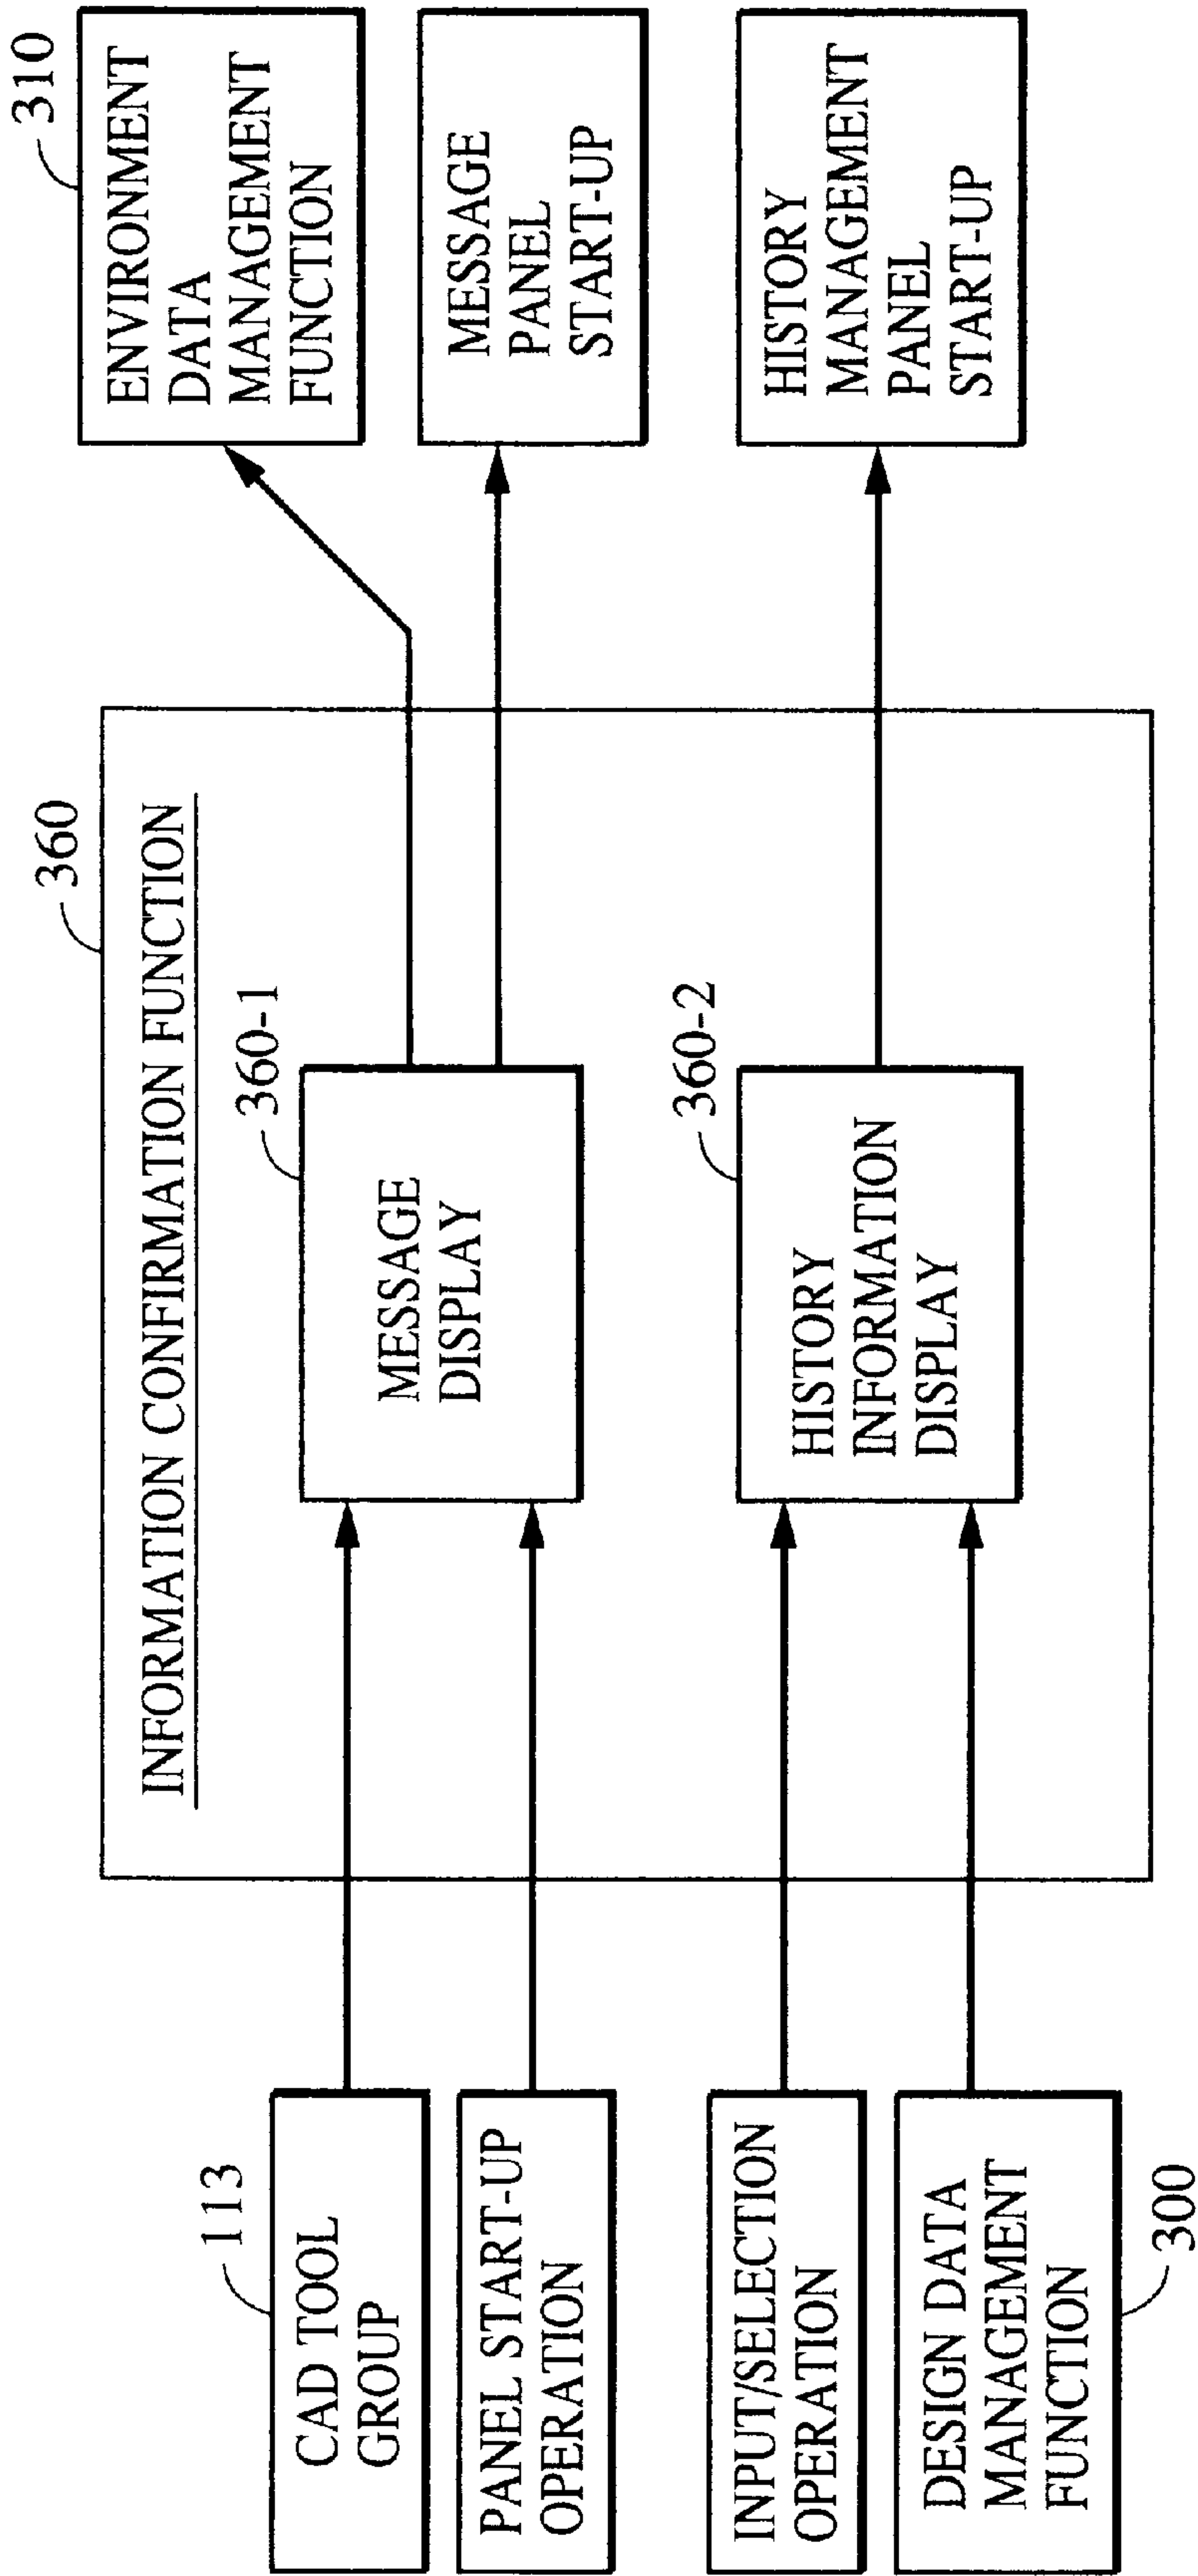 360
INFORMATION CONFIRMATION FUNCTION
113
CAD TOOL
GROUP
PANEL START-UP
OPERATION
INPUT/SELECTION
OPERATION
DESIGN DATA
MANAGEMENT
FUNCTION
300
360-1
MESSAGE
DISPLAY
360-2
HISTORY
INFORMATION
DISPLAY
310
ENVIRONMENT
DATA
MANAGEMENT
FUNCTION
MESSAGE
PANEL
START-UP
HISTORY
MANAGEMENT
PANEL
START-UP